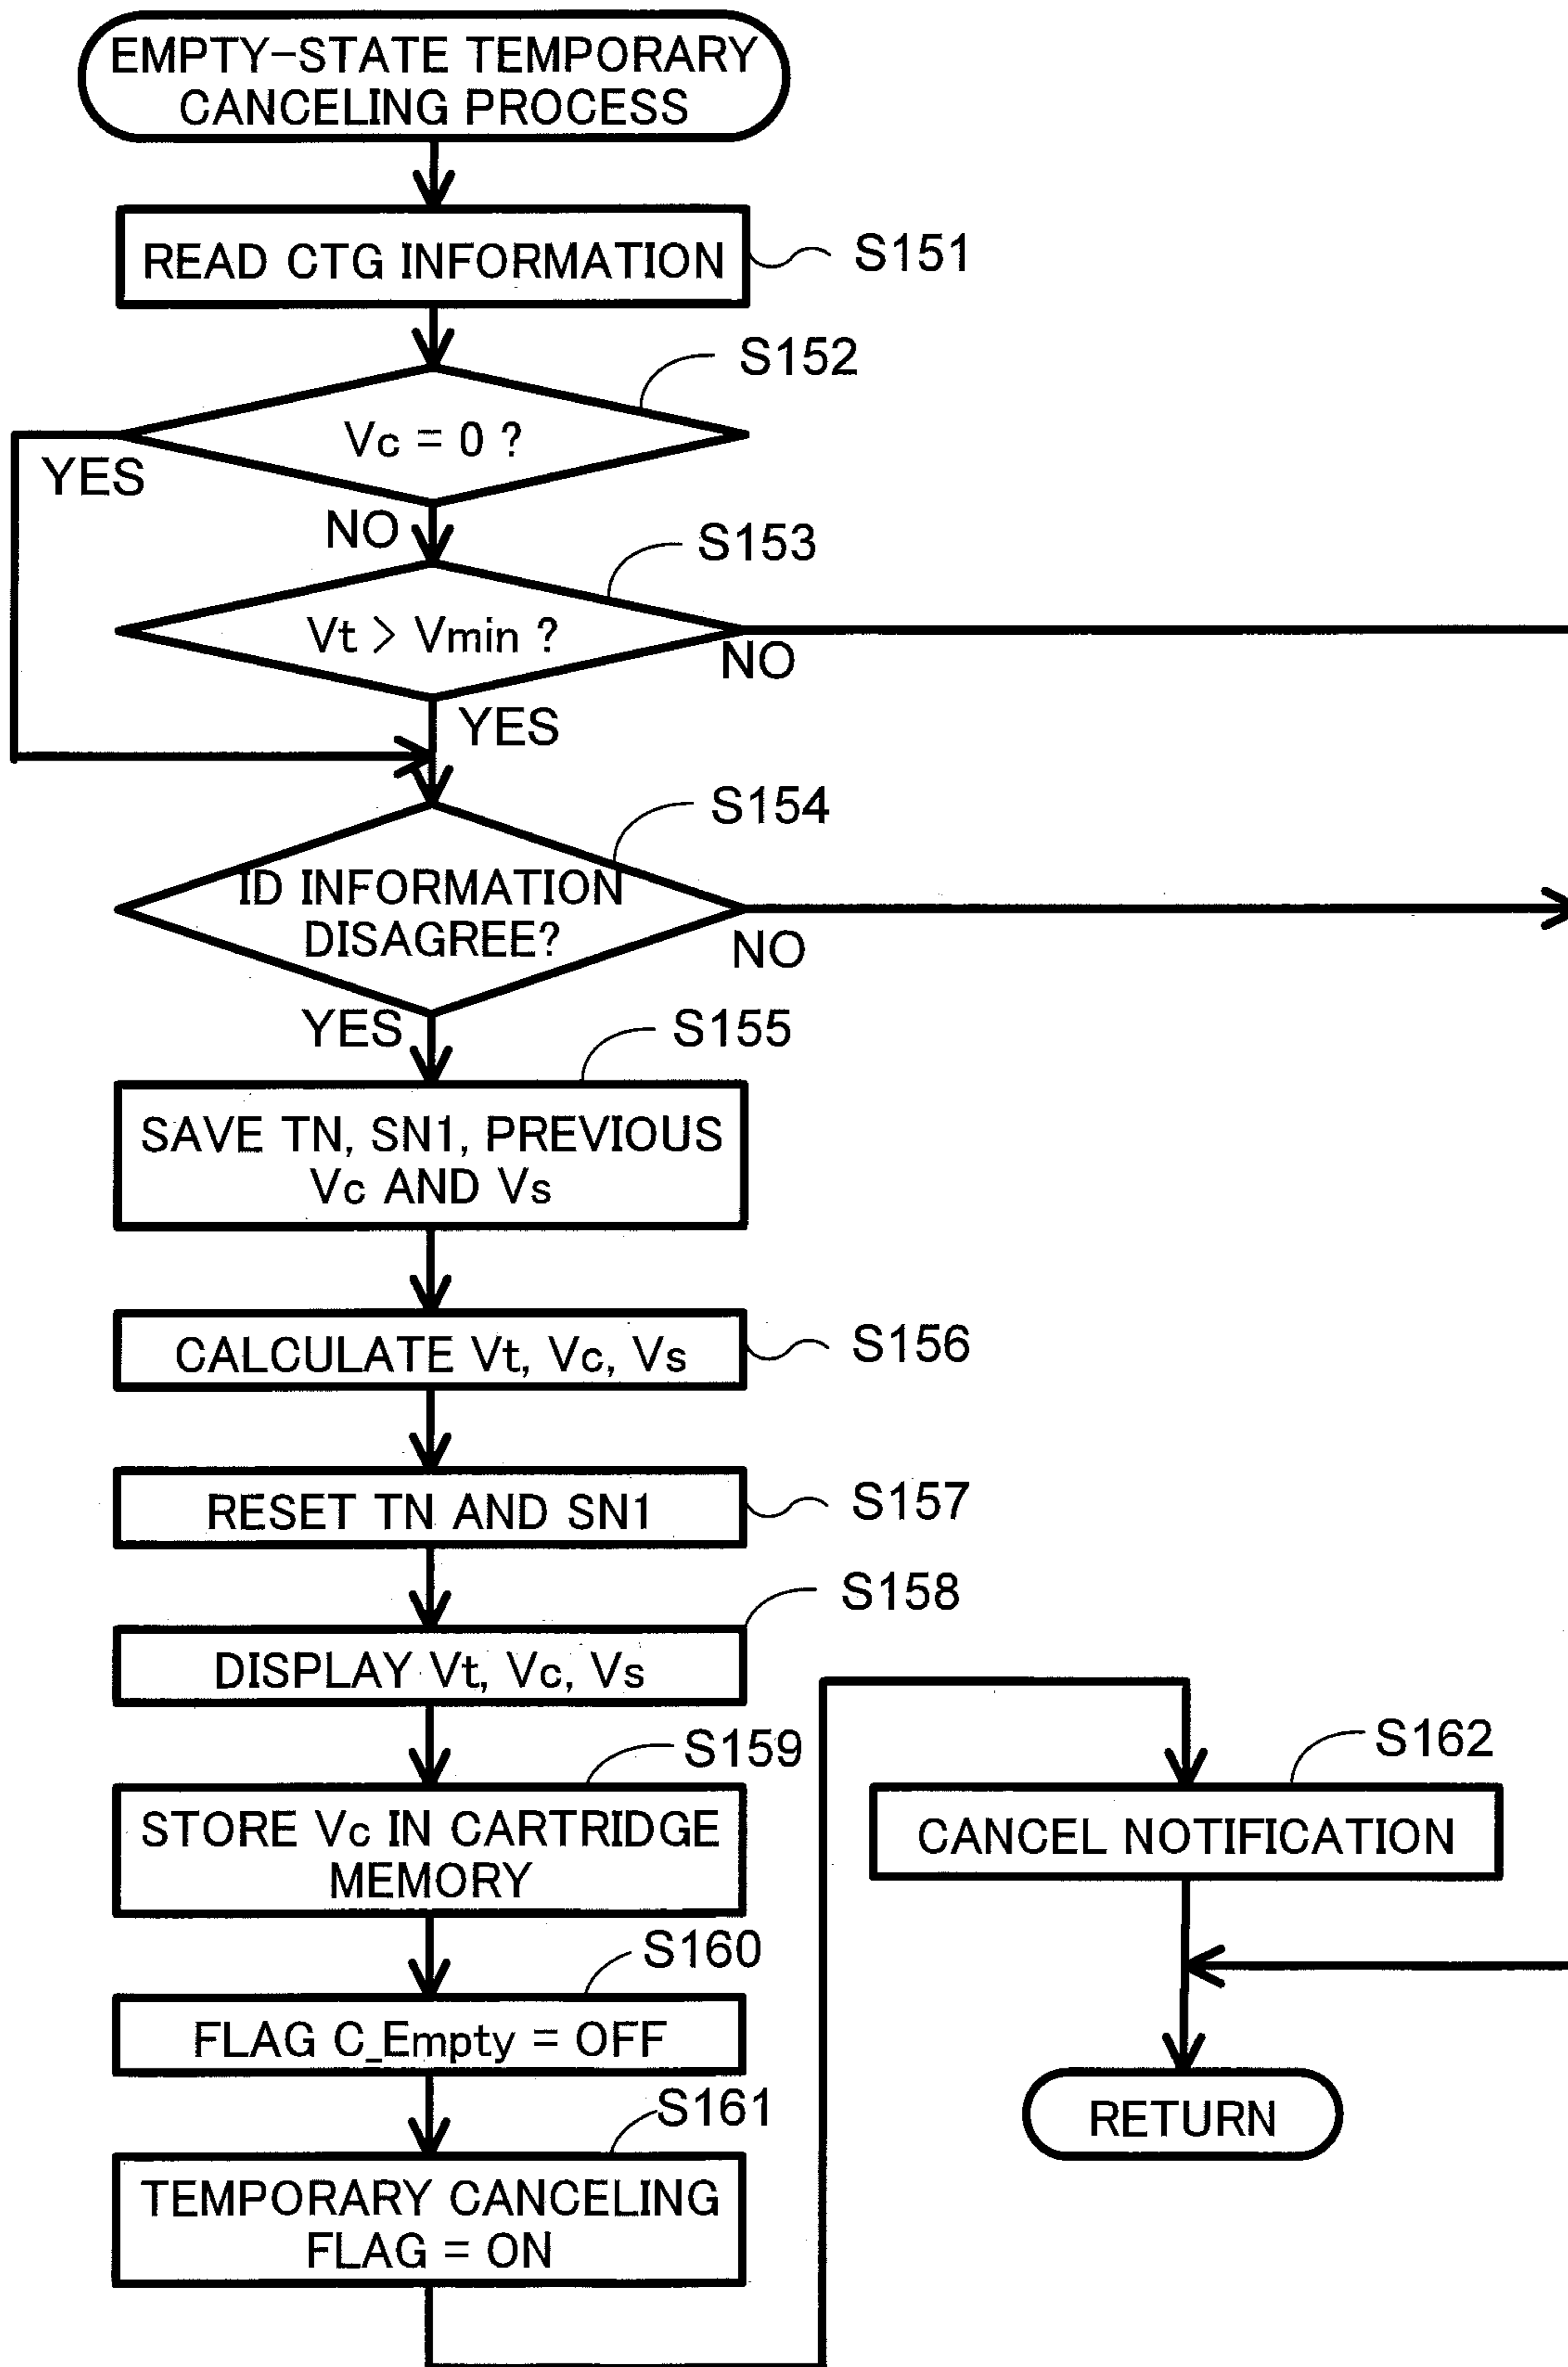 EMPTY-STATE TEMPORARY
CANCELING PROCESS
READ CTG INFORMATION
S151
S152
Vc = 0 ?
YES
NO
S153
Vt > Vmin ?
NO
YES
S154
ID INFORMATION
DISAGREE?
NO
YES
S155
SAVE TN, SN1, PREVIOUS
Vc AND Vs
CALCULATE Vt, Vc, Vs
S156
RESET TN AND SN1
S157
S158
DISPLAY Vt, Vc, Vs
S159
STORE Vc IN CARTRIDGE
MEMORY
S160
FLAG C_Empty = OFF
S161
TEMPORARY CANCELING
FLAG = ON
S162
CANCEL NOTIFICATION
RETURN